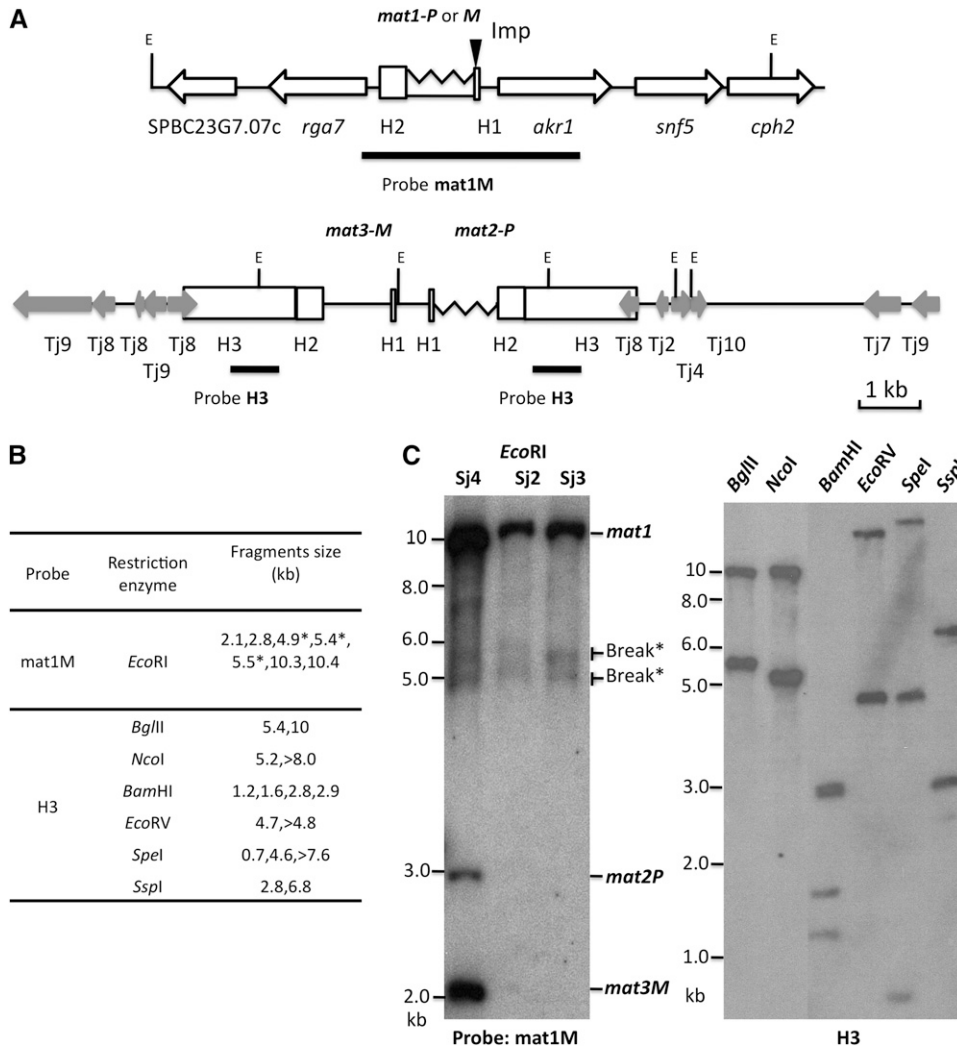 A
mat1-P or M
Imp
E
E
SPBC23G7.07c rga7 H2 H1 akr1 snf5 cph2
Probe mat1M
mat3-M mat2-P
E E E E E
Tj9 Tj8 Tj8 Tj8 H3 H2 H1 H1 H2 H3 Tj8 Tj2 Tj10 Tj7 Tj9
Tj9 Tj4
Probe H3 Probe H3
1 kb
B
Probe Restriction enzyme Fragments size (kb)
mat1M EcoRI 2.1,2.8,4.9*,5.4*,
5.5*,10.3,10.4
H3
BglII 5.4,10
NcoI 5.2,>8.0
BamHI 1.2,1.6,2.8,2.9
EcoRV 4.7,>4.8
SpeI 0.7,4.6,>7.6
SspI 2.8,6.8
C
EcoRI
Sj4 Sj2 Sj3
10
8.0
6.0
5.0
3.0
2.0
kb
mat1
Break*
Break*
mat2P
mat3M
Probe: mat1M
BglII NcoI BamHI EcoRV SpeI SspI
10
8.0
6.0
5.0
3.0
2.0
1.0
kb
H3